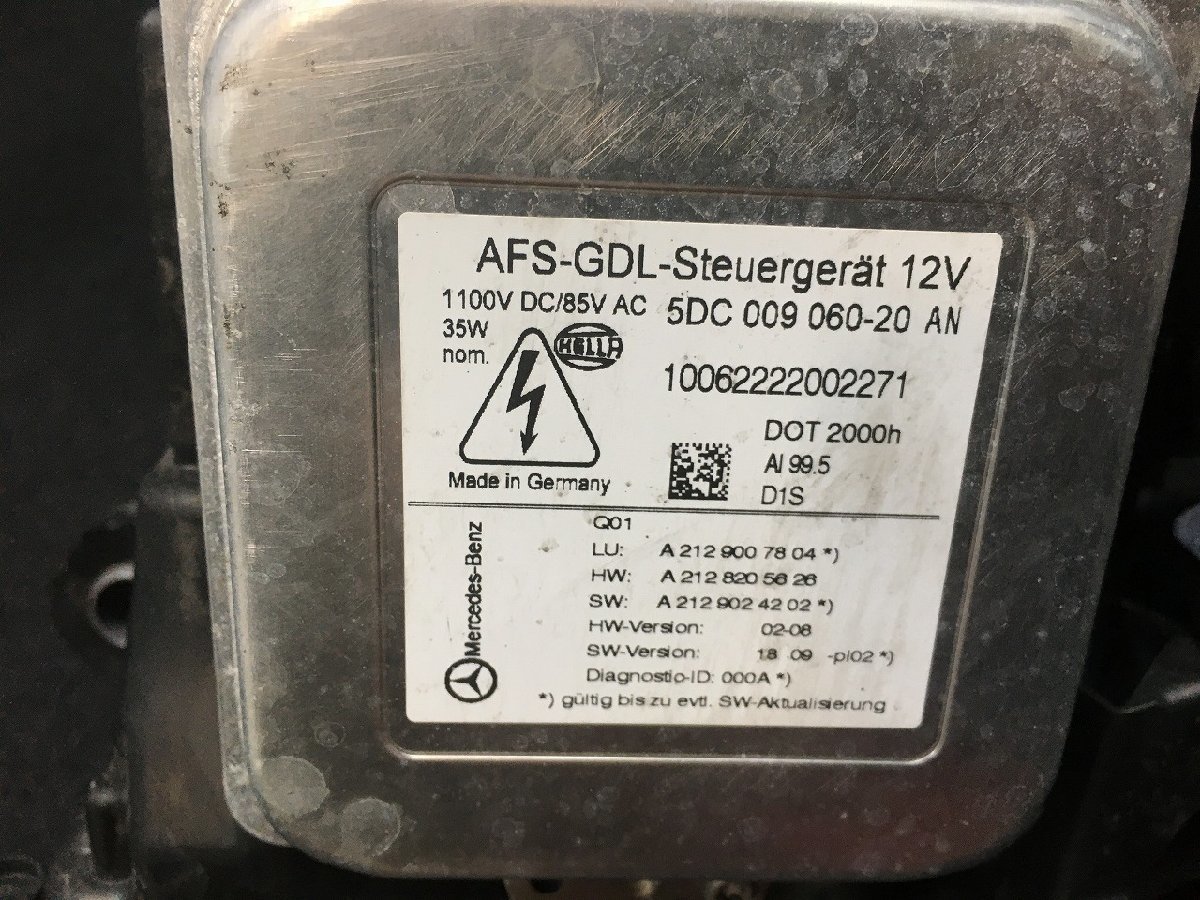 AFS-GDL-Steuergerät 12V
1100V DC/85V AC 5DC 009 060-20 AN
35W
nom.
HELLA
10062222002271
DOT 2000h
AI 99.5
D1S
Made in Germany
Mercedes-Benz
Q01
LU: A 212 900 78 04 *)
HW: A 212 820 56 26
SW: A 212 902 42 02 *)
HW-Version: 02-08
SW-Version: 18 09 -pl02 *)
Diagnostic-ID: 000A *)
*) gültig bis zu evtl. SW-Aktualisierung